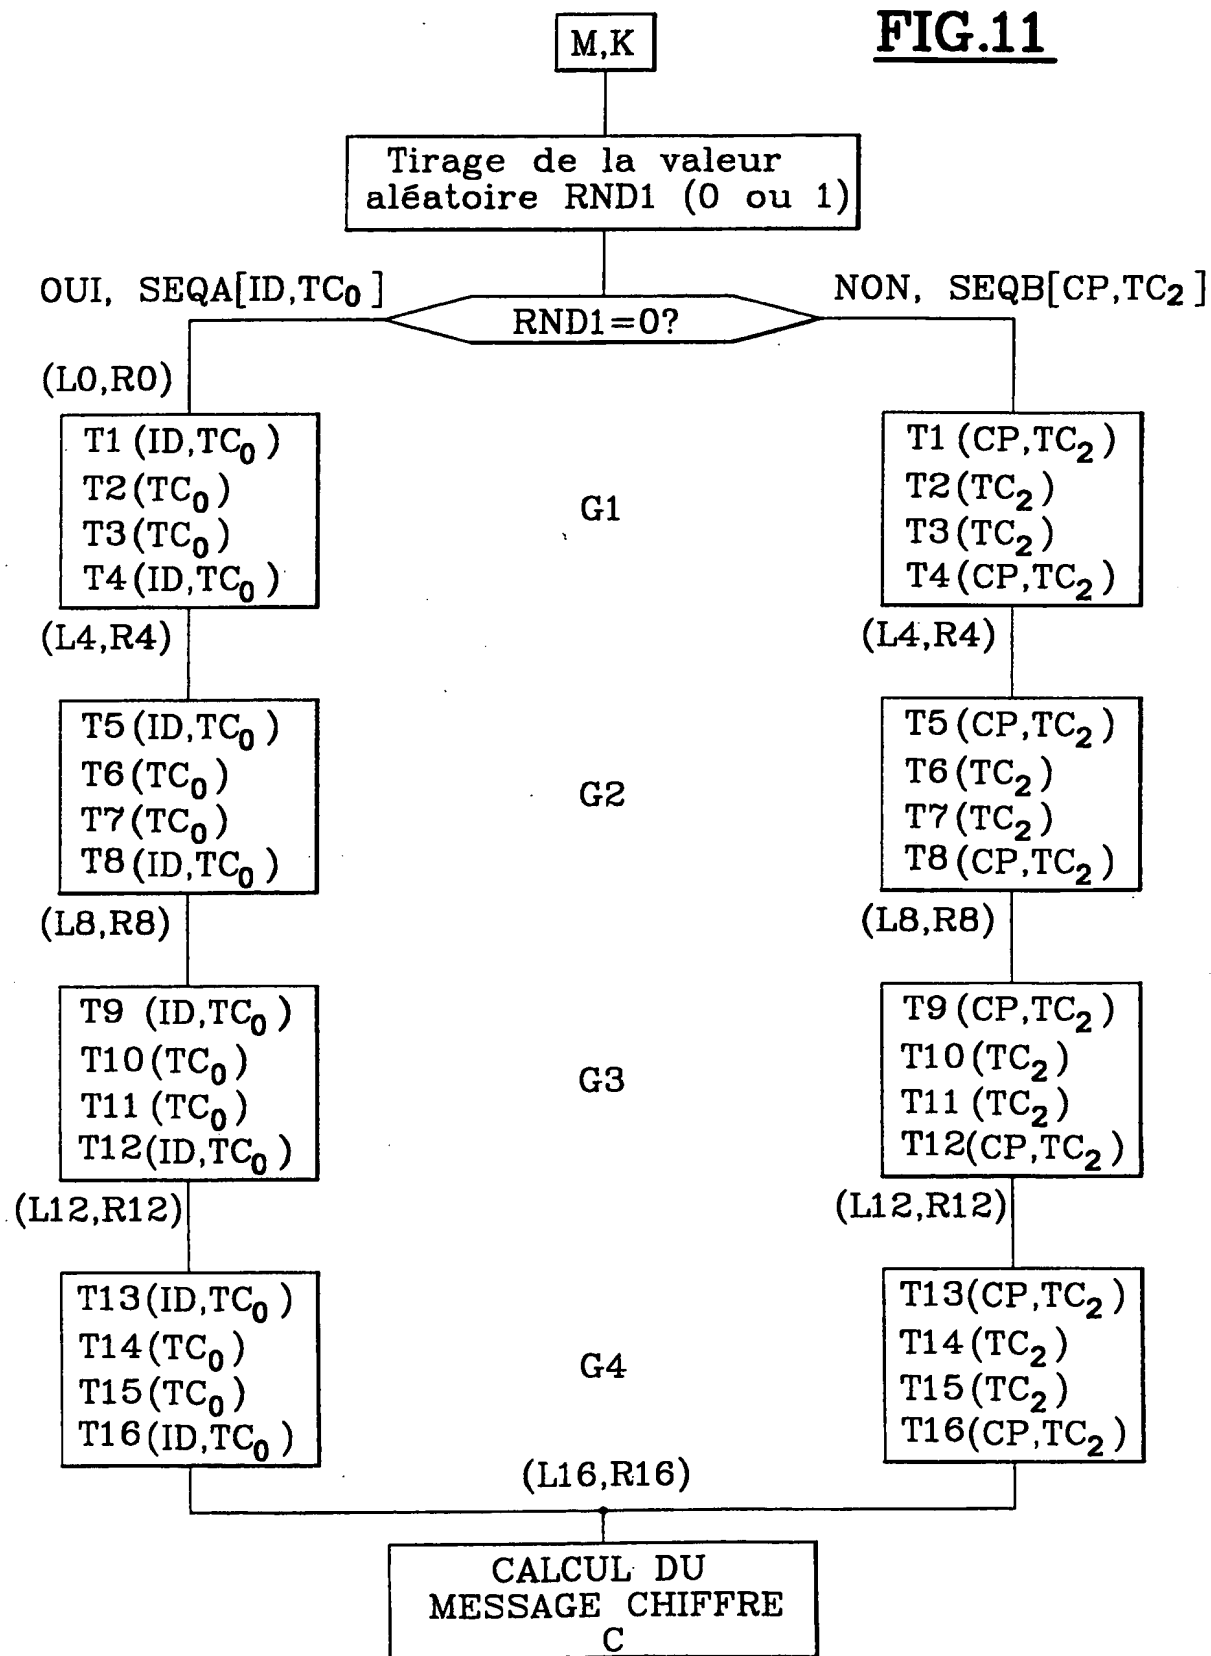 FIG.11
M,K
Tirage de la valeur
aléatoire RND1 (0 ou 1)
OUI, SEQA[ID,TC₀]
NON, SEQB[CP,TC₂]
RND1=0?
(L0,R0)
T1(ID,TC₀)
T2(TC₀)
T3(TC₀)
T4(ID,TC₀)
G1
T1(CP,TC₂)
T2(TC₂)
T3(TC₂)
T4(CP,TC₂)
(L4,R4)
(L4,R4)
T5(ID,TC₀)
T6(TC₀)
T7(TC₀)
T8(ID,TC₀)
G2
T5(CP,TC₂)
T6(TC₂)
T7(TC₂)
T8(CP,TC₂)
(L8,R8)
(L8,R8)
T9 (ID,TC₀)
T10(TC₀)
T11(TC₀)
T12(ID,TC₀)
G3
T9(CP,TC₂)
T10(TC₂)
T11(TC₂)
T12(CP,TC₂)
(L12,R12)
(L12,R12)
T13(ID,TC₀)
T14(TC₀)
T15(TC₀)
T16(ID,TC₀)
G4
T13(CP,TC₂)
T14(TC₂)
T15(TC₂)
T16(CP,TC₂)
(L16,R16)
CALCUL DU
MESSAGE CHIFFRE
C